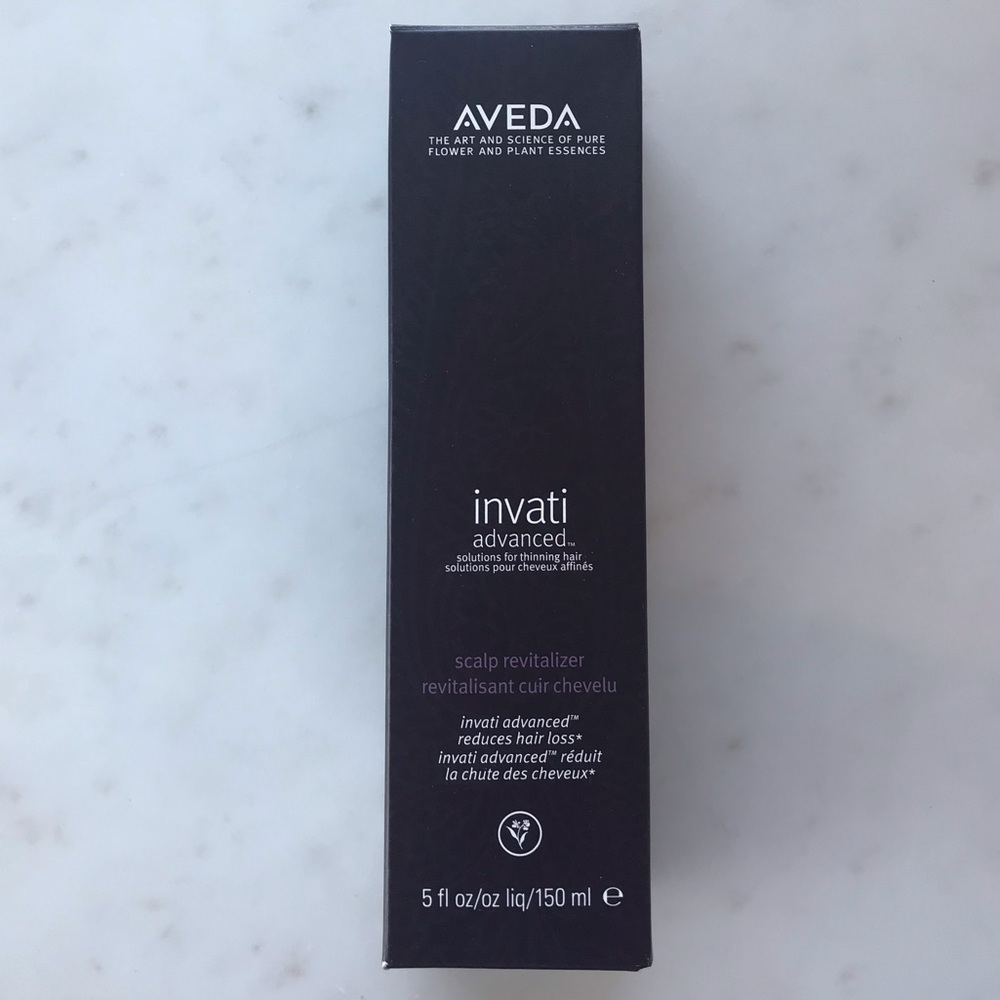 AVEDA
THE ART AND SCIENCE OF PURE
FLOWER AND PLANT ESSENCES
invati
advanced™
solutions for thinning hair
solutions pour cheveux affinés
scalp revitalizer
revitalisant cuir chevelu
invati advanced™
reduces hair loss*
invati advanced™ réduit
la chute des cheveux*
5 fl oz/oz liq/150 ml ℮